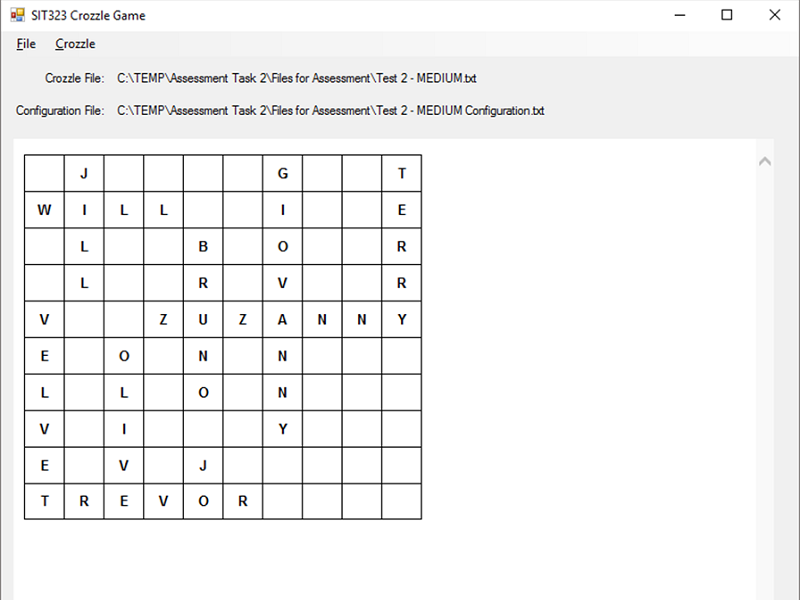 SIT323 Crozzle Game
File Crozzle
Crozzle File: C:\TEMP\Assessment Task 2\Files for Assessment\Test 2 - MEDIUM.txt
Configuration File: C:\TEMP\Assessment Task 2\Files for Assessment\Test 2 - MEDIUM Configuration.txt
J G T
W I L L I E
L B O R
L R V R
V Z U Z A N N Y
E O N N
L L O N
V I Y
E V J
T R E V O R